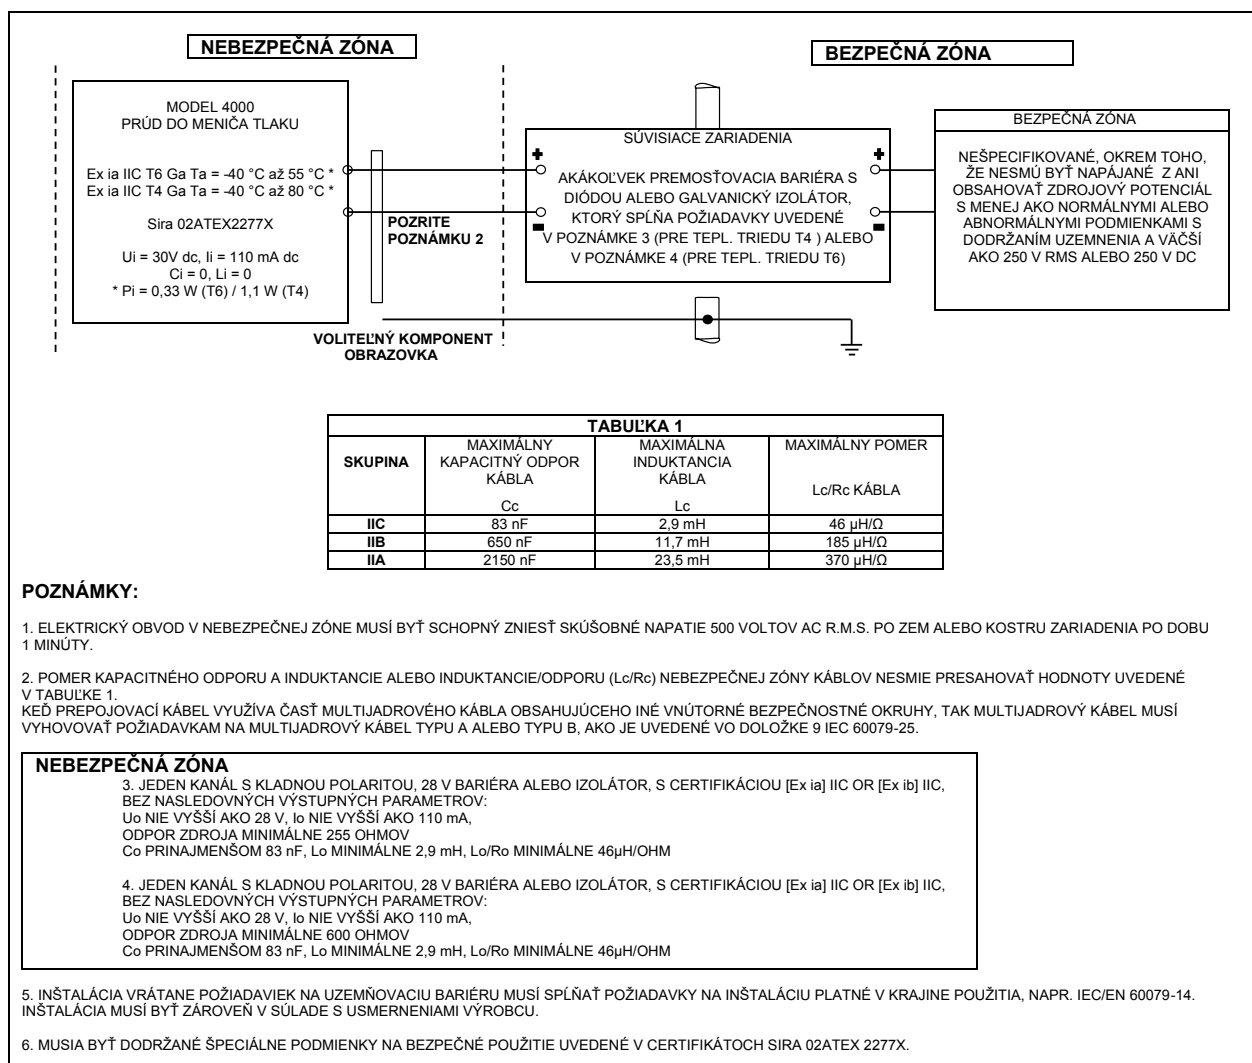 NEBEZPEČNÁ ZÓNA
BEZPEČNÁ ZÓNA
MODEL 4000
PRÚD DO MENIČA TLAKU
Ex ia IIC T6 Ga Ta = -40 °C až 55 °C *
Ex ia IIC T4 Ga Ta = -40 °C až 80 °C *
Sira 02ATEX2277X
Ui = 30V dc, Ii = 110 mA dc
Ci = 0, Li = 0
* Pi = 0,33 W (T6) / 1,1 W (T4)
POZRITE
POZNÁMKU 2
VOLITEĽNÝ KOMPONENT
OBRAZOVKA
SÚVISIACE ZARIADENIA
+
+
AKÁKOĽVEK PREMOSŤOVACIA BARIÉRA S
DIÓDOU ALEBO GALVANICKÝ IZOLÁTOR,
KTORÝ SPĹŇA POŽIADAVKY UVEDENÉ
V POZNÁMKE 3 (PRE TEPL. TRIEDU T4 ) ALEBO
V POZNÁMKE 4 (PRE TEPL. TRIEDU T6)
-
-
BEZPEČNÁ ZÓNA
NEŠPECIFIKOVANÉ, OKREM TOHO,
ŽE NESMÚ BYŤ NAPÁJANÉ Z ANI
OBSAHOVAŤ ZDROJOVÝ POTENCIÁL
S MENEJ AKO NORMÁLNYMI ALEBO
ABNORMÁLNYMI PODMIENKAMI S
DODRŽANÍM UZEMNENIA A VÄČŠÍ
AKO 250 V RMS ALEBO 250 V DC
TABUĽKA 1
SKUPINA
MAXIMÁLNY
KAPACITNÝ ODPOR
KÁBLA
Cc
MAXIMÁLNA
INDUKTANCIA
KÁBLA
Lc
MAXIMÁLNY POMER
Lc/Rc KÁBLA
IIC 83 nF 2,9 mH 46 µH/Ω
IIB 650 nF 11,7 mH 185 µH/Ω
IIA 2150 nF 23,5 mH 370 µH/Ω
POZNÁMKY:
1. ELEKTRICKÝ OBVOD V NEBEZPEČNEJ ZÓNE MUSÍ BYŤ SCHOPNÝ ZNIESŤ SKÚŠOBNÉ NAPATIE 500 VOLTOV AC R.M.S. PO ZEM ALEBO KOSTRU ZARIADENIA PO DOBU
1 MINÚTY.
2. POMER KAPACITNÉHO ODPORU A INDUKTANCIE ALEBO INDUKTANCIE/ODPORU (Lc/Rc) NEBEZPEČNEJ ZÓNY KÁBLOV NESMIE PRESAHOVAŤ HODNOTY UVEDENÉ
V TABUĽKE 1.
KEĎ PREPOJOVACÍ KÁBEL VYUŽÍVA ČASŤ MULTIJADROVÉHO KÁBLA OBSAHUJÚCEHO INÉ VNÚTORNÉ BEZPEČNOSTNÉ OKRUHY, TAK MULTIJADROVÝ KÁBEL MUSÍ
VYHOVOVAŤ POŽIADAVKAM NA MULTIJADROVÝ KÁBEL TYPU A ALEBO TYPU B, AKO JE UVEDENÉ VO DOLOŽKE 9 IEC 60079-25.
NEBEZPEČNÁ ZÓNA
3. JEDEN KANÁL S KLADNOU POLARITOU, 28 V BARIÉRA ALEBO IZOLÁTOR, S CERTIFIKÁCIOU [Ex ia] IIC OR [Ex ib] IIC,
BEZ NASLEDOVNÝCH VÝSTUPNÝCH PARAMETROV:
Uo NIE VYŠŠÍ AKO 28 V, Io NIE VYŠŠÍ AKO 110 mA,
ODPOR ZDROJA MINIMÁLNE 255 OHMOV
Co PRINAJMENŠOM 83 nF, Lo MINIMÁLNE 2,9 mH, Lo/Ro MINIMÁLNE 46µH/OHM
4. JEDEN KANÁL S KLADNOU POLARITOU, 28 V BARIÉRA ALEBO IZOLÁTOR, S CERTIFIKÁCIOU [Ex ia] IIC OR [Ex ib] IIC,
BEZ NASLEDOVNÝCH VÝSTUPNÝCH PARAMETROV:
Uo NIE VYŠŠÍ AKO 28 V, Io NIE VYŠŠÍ AKO 110 mA,
ODPOR ZDROJA MINIMÁLNE 600 OHMOV
Co PRINAJMENŠOM 83 nF, Lo MINIMÁLNE 2,9 mH, Lo/Ro MINIMÁLNE 46µH/OHM
5. INŠTALÁCIA VRÁTANE POŽIADAVIEK NA UZEMŇOVACIU BARIÉRU MUSÍ SPĹŇAŤ POŽIADAVKY NA INŠTALÁCIU PLATNÉ V KRAJINE POUŽITIA, NAPR. IEC/EN 60079-14.
INŠTALÁCIA MUSÍ BYŤ ZÁROVEŇ V SÚLADE S USMERNENIAMI VÝROBCU.
6. MUSIA BYŤ DODRŽANÉ ŠPECIÁLNE PODMIENKY NA BEZPEČNÉ POUŽITIE UVEDENÉ V CERTIFIKÁTOCH SIRA 02ATEX 2277X.